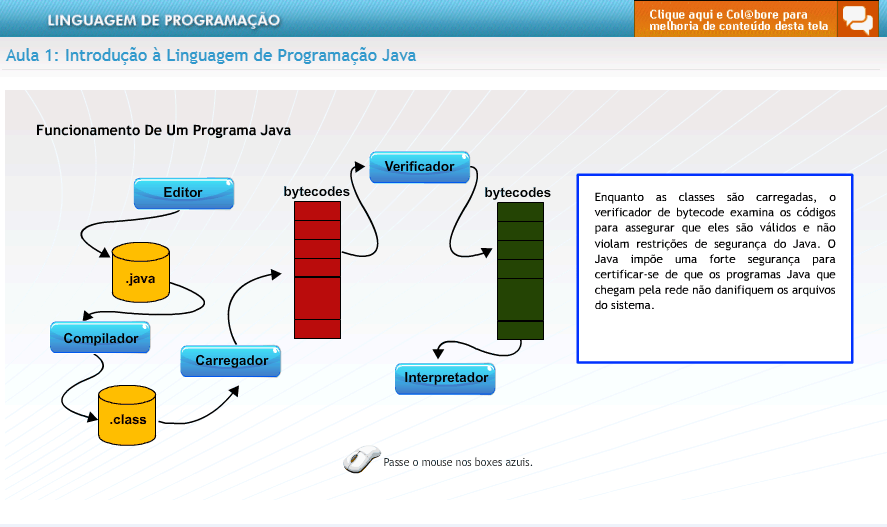 LINGUAGEM DE PROGRAMAÇÃO
Clique aqui e Col@bore para
melhoria de conteúdo desta tela
Aula 1: Introdução à Linguagem de Programação Java
Funcionamento De Um Programa Java
Editor
.java
Compilador
.class
Carregador
bytecodes
Verificador
bytecodes
Interpretador
Enquanto as classes são carregadas, o
verificador de bytecode examina os códigos
para assegurar que eles são válidos e não
violam restrições de segurança do Java. O
Java impõe uma forte segurança para
certificar-se de que os programas Java que
chegam pela rede não danifiquem os arquivos
do sistema.
Passe o mouse nos boxes azuis.